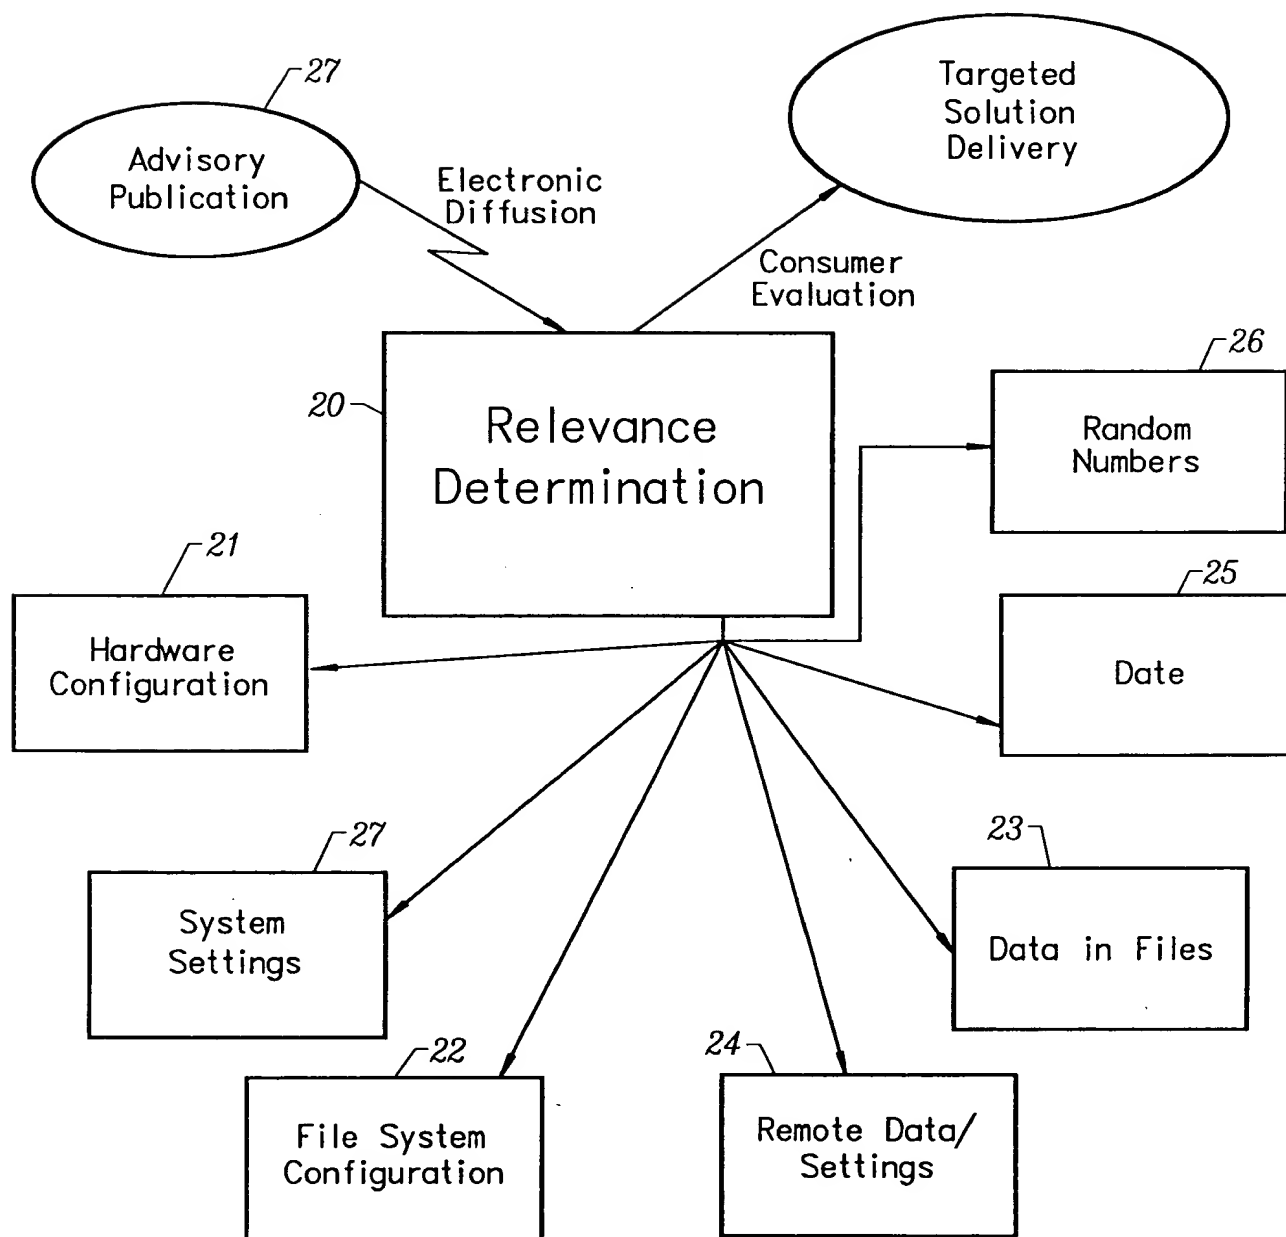 27
Advisory
Publication
Targeted
Solution
Delivery
Electronic
Diffusion
Consumer
Evaluation
20
Relevance
Determination
26
Random
Numbers
21
Hardware
Configuration
25
Date
27
System
Settings
23
Data in Files
22
File System
Configuration
24
Remote Data/
Settings